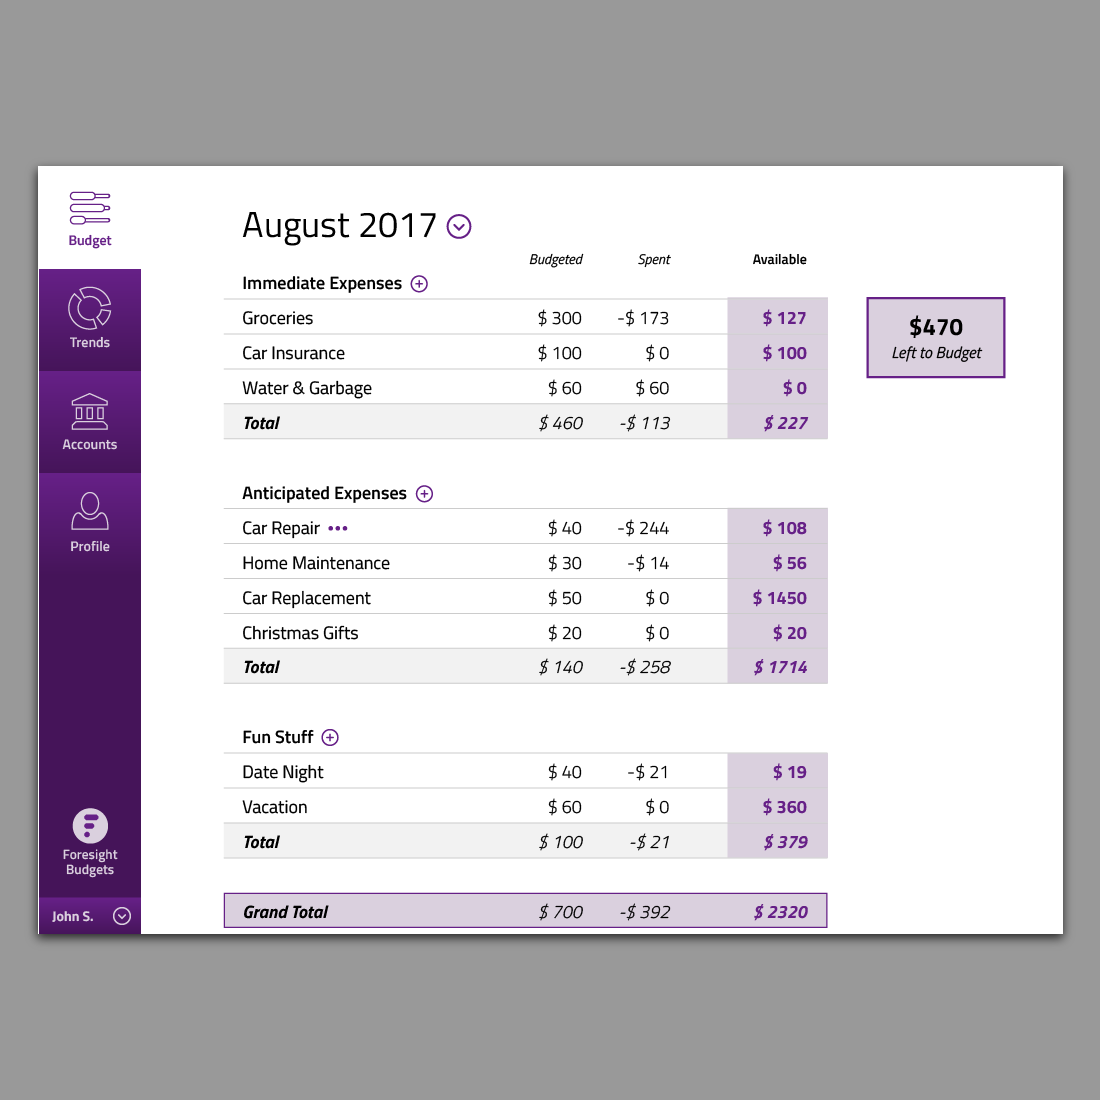 Budget
Trends
Accounts
Profile
Foresight
Budgets
John S.
August 2017
Budgeted Spent Available
Immediate Expenses
Groceries $ 300 -$ 173 $ 127
Car Insurance $ 100 $ 0 $ 100
Water & Garbage $ 60 $ 60 $ 0
Total $ 460 -$ 113 $ 227
Anticipated Expenses
Car Repair $ 40 -$ 244 $ 108
Home Maintenance $ 30 -$ 14 $ 56
Car Replacement $ 50 $ 0 $ 1450
Christmas Gifts $ 20 $ 0 $ 20
Total $ 140 -$ 258 $ 1714
Fun Stuff
Date Night $ 40 -$ 21 $ 19
Vacation $ 60 $ 0 $ 360
Total $ 100 -$ 21 $ 379
Grand Total $ 700 -$ 392 $ 2320
$470
Left to Budget